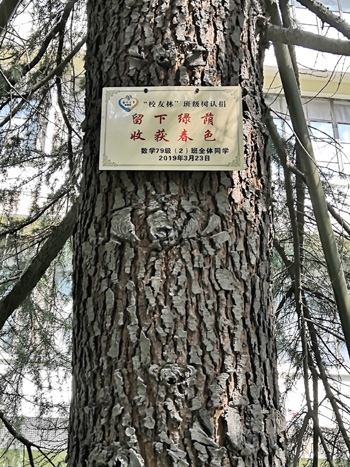 “校友林”班级树认捐
留下绿荫
收获春色
数学79级（2）班全体同学
2019年3月23日